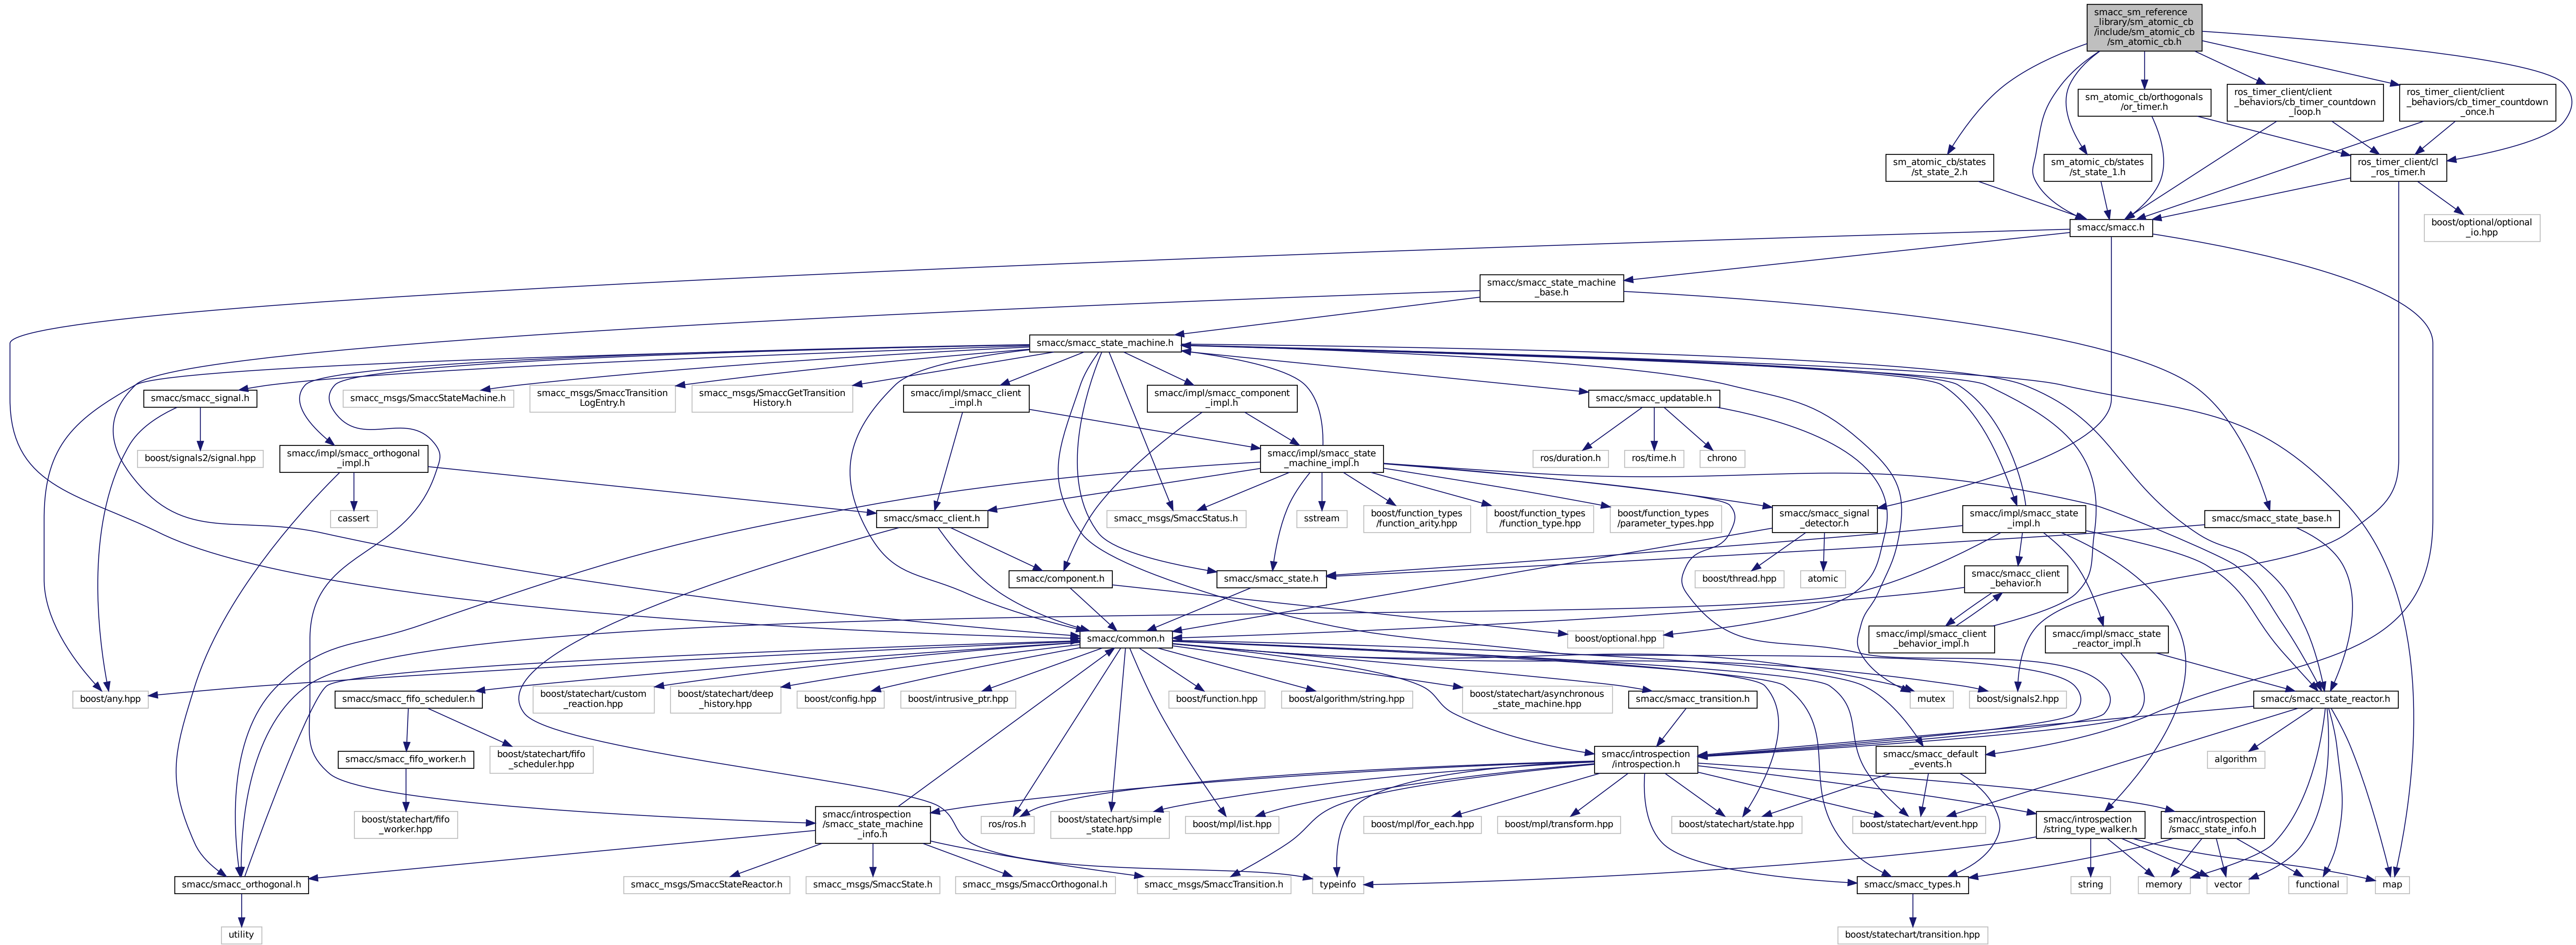 smacc_sm_reference
_library/sm_atomic_cb
/include/sm_atomic_cb
/sm_atomic_cb.h
sm_atomic_cb/orthogonals
/or_timer.h
ros_timer_client/client
_behaviors/cb_timer_countdown
_loop.h
ros_timer_client/client
_behaviors/cb_timer_countdown
_once.h
sm_atomic_cb/states
/st_state_2.h
sm_atomic_cb/states
/st_state_1.h
ros_timer_client/cl
_ros_timer.h
smacc/smacc.h
boost/optional/optional
_io.hpp
smacc/smacc_state_machine
_base.h
smacc/smacc_state_machine.h
smacc/smacc_signal.h
smacc_msgs/SmaccStateMachine.h
smacc_msgs/SmaccTransition
LogEntry.h
smacc_msgs/SmaccGetTransition
History.h
smacc/impl/smacc_client
_impl.h
smacc/impl/smacc_component
_impl.h
smacc/smacc_updatable.h
boost/signals2/signal.hpp
smacc/impl/smacc_orthogonal
_impl.h
smacc/impl/smacc_state
_machine_impl.h
ros/duration.h
ros/time.h
chrono
cassert
smacc/smacc_client.h
smacc_msgs/SmaccStatus.h
sstream
boost/function_types
/function_arity.hpp
boost/function_types
/function_type.hpp
boost/function_types
/parameter_types.hpp
smacc/smacc_signal
_detector.h
smacc/impl/smacc_state
_impl.h
smacc/smacc_state_base.h
smacc/component.h
smacc/smacc_state.h
boost/thread.hpp
atomic
smacc/smacc_client
_behavior.h
smacc/common.h
boost/optional.hpp
smacc/impl/smacc_client
_behavior_impl.h
smacc/impl/smacc_state
_reactor_impl.h
boost/any.hpp
smacc/smacc_fifo_scheduler.h
boost/statechart/custom
_reaction.hpp
boost/statechart/deep
_history.hpp
boost/config.hpp
boost/intrusive_ptr.hpp
boost/function.hpp
boost/algorithm/string.hpp
boost/statechart/asynchronous
_state_machine.hpp
smacc/smacc_transition.h
mutex
boost/signals2.hpp
smacc/smacc_state_reactor.h
smacc/smacc_fifo_worker.h
boost/statechart/fifo
_scheduler.hpp
smacc/introspection
/introspection.h
smacc/smacc_default
_events.h
algorithm
boost/statechart/fifo
_worker.hpp
smacc/introspection
/smacc_state_machine
_info.h
ros/ros.h
boost/statechart/simple
_state.hpp
boost/mpl/list.hpp
boost/mpl/for_each.hpp
boost/mpl/transform.hpp
boost/statechart/state.hpp
boost/statechart/event.hpp
smacc/introspection
/string_type_walker.h
smacc/introspection
/smacc_state_info.h
smacc/smacc_orthogonal.h
smacc_msgs/SmaccStateReactor.h
smacc_msgs/SmaccState.h
smacc_msgs/SmaccOrthogonal.h
smacc_msgs/SmaccTransition.h
typeinfo
smacc/smacc_types.h
string
memory
vector
functional
map
utility
boost/statechart/transition.hpp